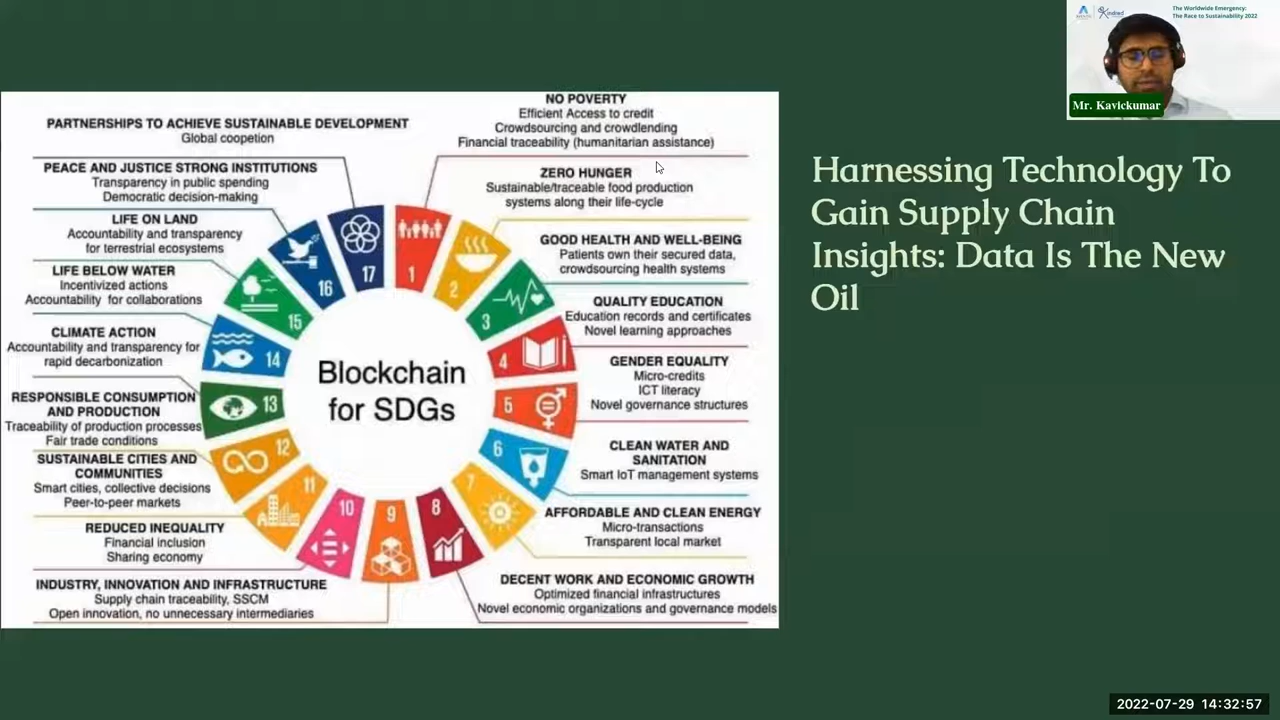 PARTNERSHIPS TO ACHIEVE SUSTAINABLE DEVELOPMENT
Global coopetion
PEACE AND JUSTICE STRONG INSTITUTIONS
Transparency in public spending
Democratic decision-making
LIFE ON LAND
Accountability and transparency
for terrestrial ecosystems
LIFE BELOW WATER
Incentivized actions
Accountability for collaborations
CLIMATE ACTION
Accountability and transparency for
rapid decarbonization
RESPONSIBLE CONSUMPTION
AND PRODUCTION
Traceability of production processes
Fair trade conditions
SUSTAINABLE CITIES AND
COMMUNITIES
Smart cities, collective decisions
Peer-to-peer markets
REDUCED INEQUALITY
Financial inclusion
Sharing economy
INDUSTRY, INNOVATION AND INFRASTRUCTURE
Supply chain traceability, SSCM
Open innovation, no unnecessary intermediaries
NO POVERTY
Efficient Access to credit
Crowdsourcing and crowdlending
Financial traceability (humanitarian assistance)
ZERO HUNGER
Sustainable/traceable food production
systems along their life-cycle
GOOD HEALTH AND WELL-BEING
Patients own their secured data,
crowdsourcing health systems
QUALITY EDUCATION
Education records and certificates
Novel learning approaches
GENDER EQUALITY
Micro-credits
ICT literacy
Novel governance structures
CLEAN WATER AND
SANITATION
Smart IoT management systems
AFFORDABLE AND CLEAN ENERGY
Micro-transactions
Transparent local market
DECENT WORK AND ECONOMIC GROWTH
Optimized financial infrastructures
Novel economic organizations and governance models
1
2
3
4
5
6
7
8
9
10
11
12
13
14
15
16
17
Blockchain
for SDGs
Harnessing Technology To
Gain Supply Chain
Insights: Data Is The New
Oil
Kindred
The Worldwide Emergency:
The Race to Sustainability 2022
Mr. Kavickumar
2022-07-29 14:32:57